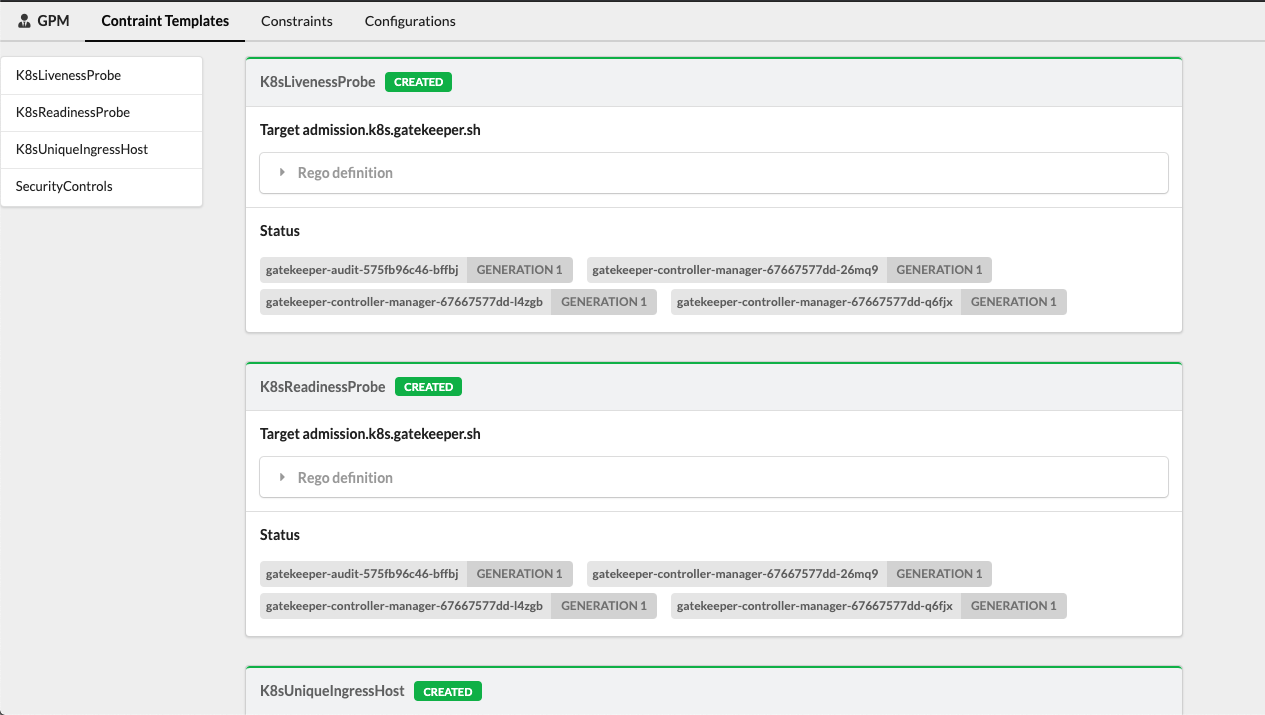 GPM Contraint Templates Constraints Configurations
K8sLivenessProbe
K8sReadinessProbe
K8sUniqueIngressHost
SecurityControls
K8sLivenessProbe CREATED
Target admission.k8s.gatekeeper.sh
Rego definition
Status
gatekeeper-audit-575fb96c46-bffbj GENERATION 1 gatekeeper-controller-manager-67667577dd-26mq9 GENERATION 1
gatekeeper-controller-manager-67667577dd-l4zgb GENERATION 1 gatekeeper-controller-manager-67667577dd-q6fjx GENERATION 1
K8sReadinessProbe CREATED
Target admission.k8s.gatekeeper.sh
Rego definition
Status
gatekeeper-audit-575fb96c46-bffbj GENERATION 1 gatekeeper-controller-manager-67667577dd-26mq9 GENERATION 1
gatekeeper-controller-manager-67667577dd-l4zgb GENERATION 1 gatekeeper-controller-manager-67667577dd-q6fjx GENERATION 1
K8sUniqueIngressHost CREATED